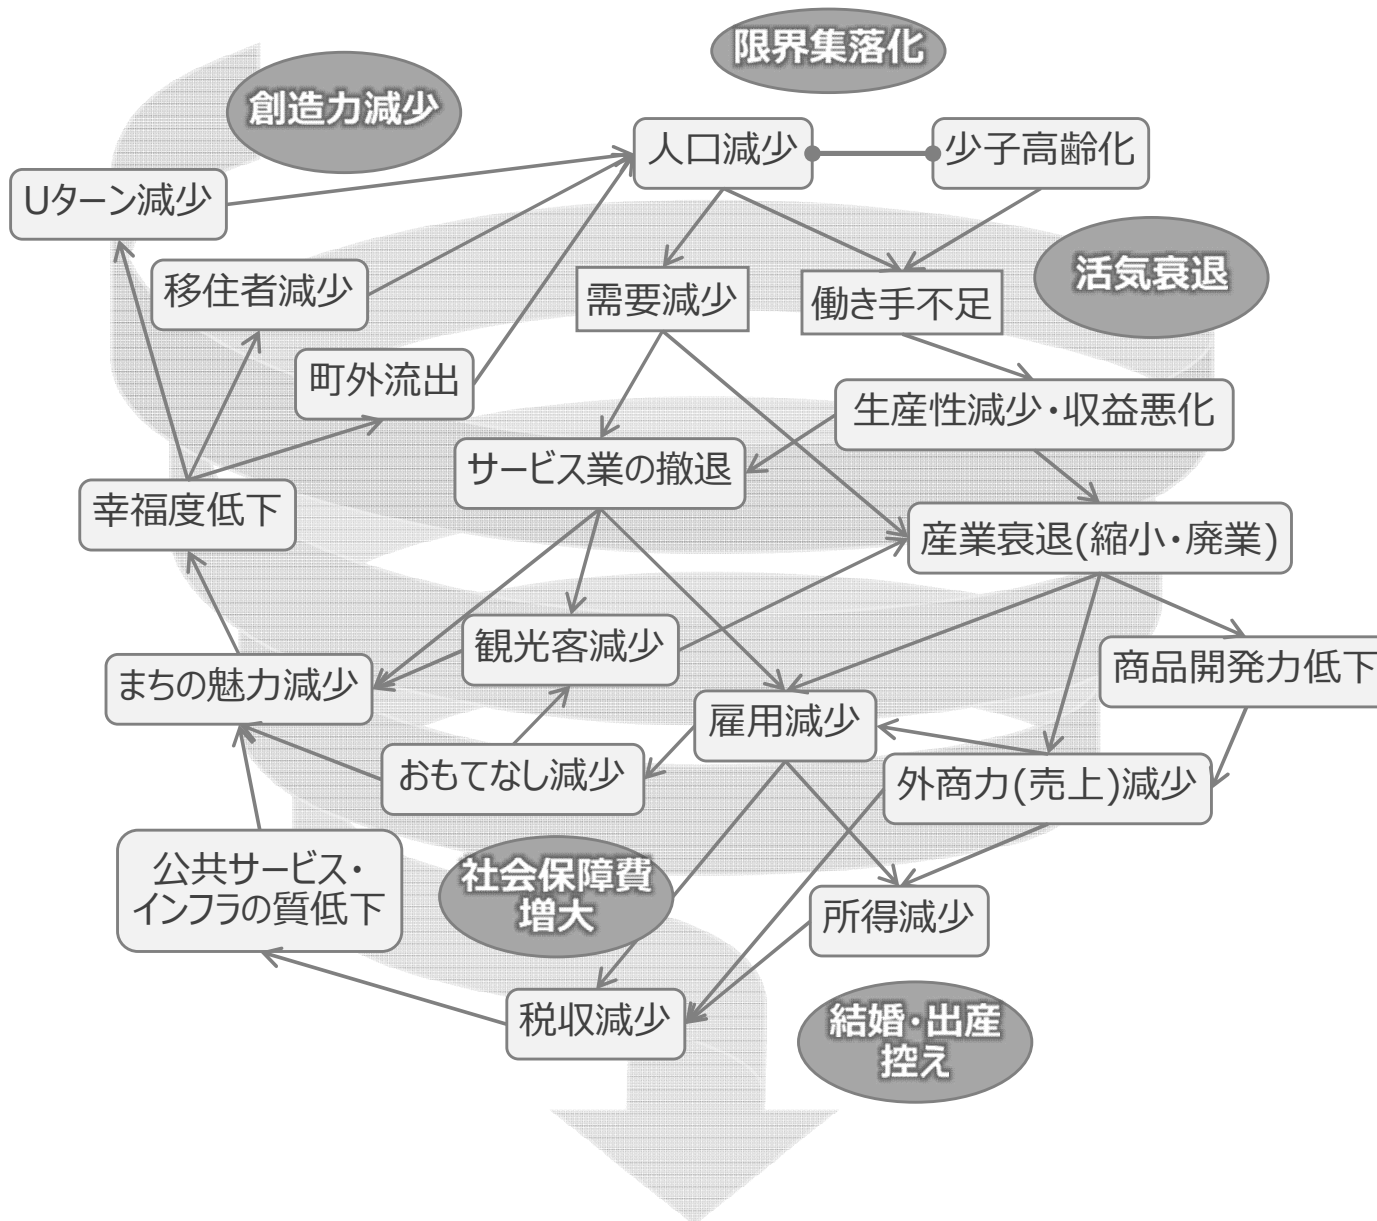 限界集落化
創造力減少
人口減少
少子高齢化
Uターン減少
活気衰退
移住者減少
需要減少
働き手不足
町外流出
生産性減少・収益悪化
サービス業の撤退
幸福度低下
産業衰退(縮小・廃業)
観光客減少
まちの魅力減少
商品開発力低下
雇用減少
おもてなし減少
外商力(売上)減少
公共サービス・
インフラの質低下
社会保障費
増大
所得減少
税収減少
結婚・出産
控え